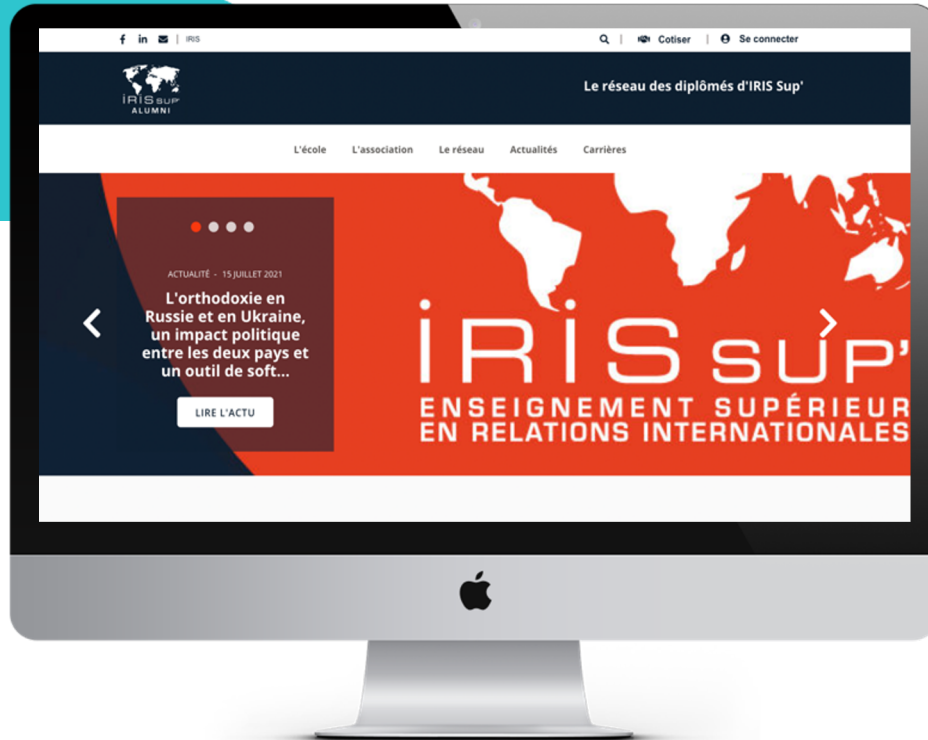 IRIS
Cotiser
Se connecter
iRiS SUP'
ALUMNI
Le réseau des diplômés d'IRIS Sup'
L'école
L'association
Le réseau
Actualités
Carrières
ACTUALITÉ - 15 JUILLET 2021
L'orthodoxie en
Russie et en Ukraine,
un impact politique
entre les deux pays et
un outil de soft...
LIRE L'ACTU
iRiS SUP'
ENSEIGNEMENT SUPÉRIEUR
EN RELATIONS INTERNATIONALES